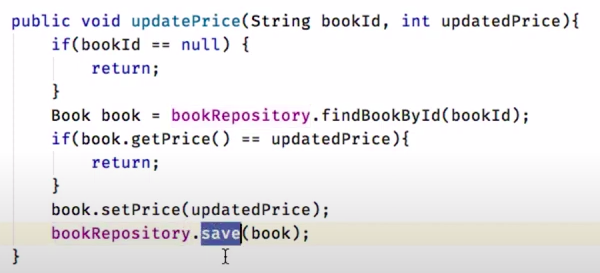 public void updatePrice(String bookId, int updatedPrice){
if(bookId == null) {
return;
}
Book book = bookRepository.findBookById(bookId);
if(book.getPrice() == updatedPrice){
return;
}
book.setPrice(updatedPrice);
bookRepository.save(book);
}